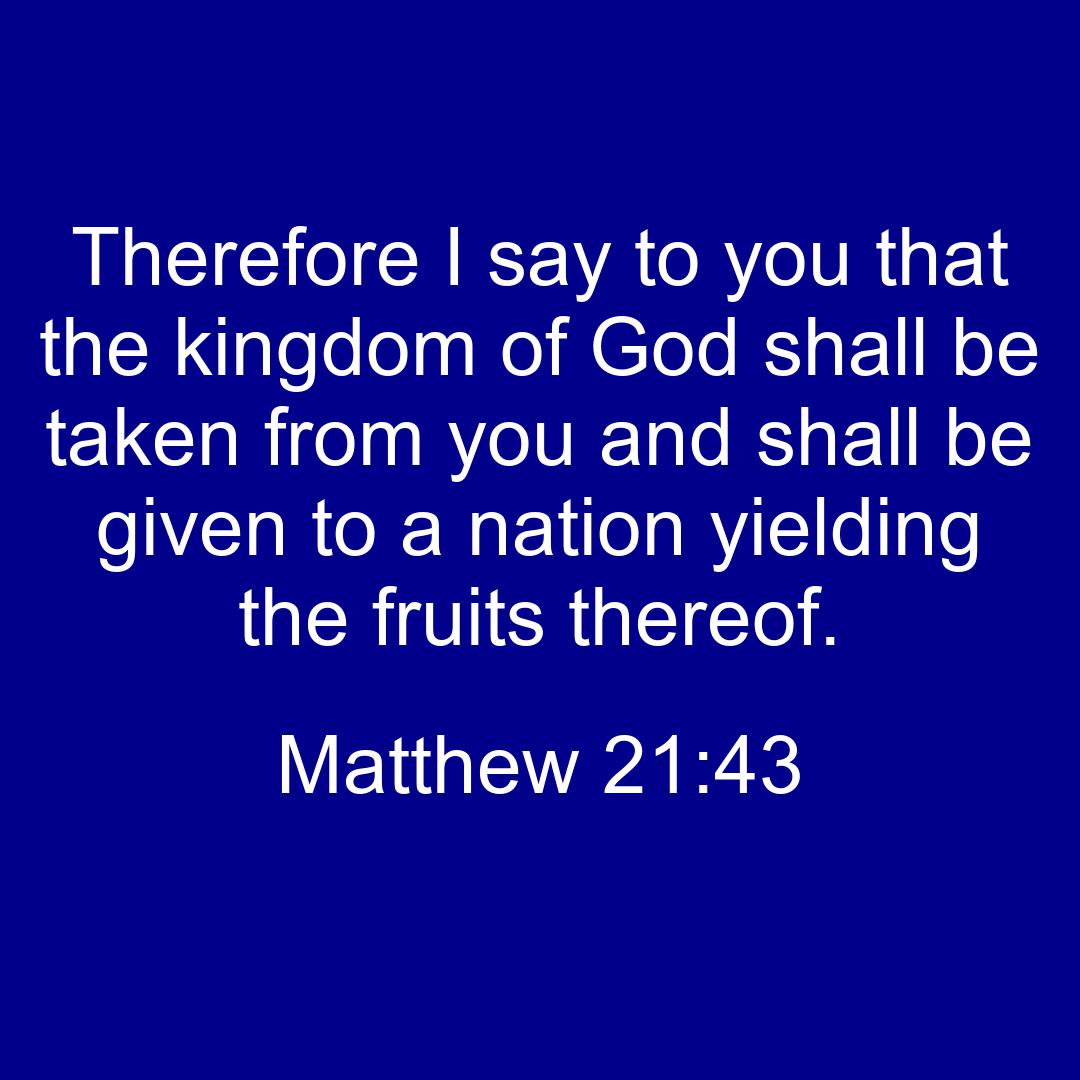 Therefore I say to you that
the kingdom of God shall be
taken from you and shall be
given to a nation yielding
the fruits thereof.
Matthew 21:43